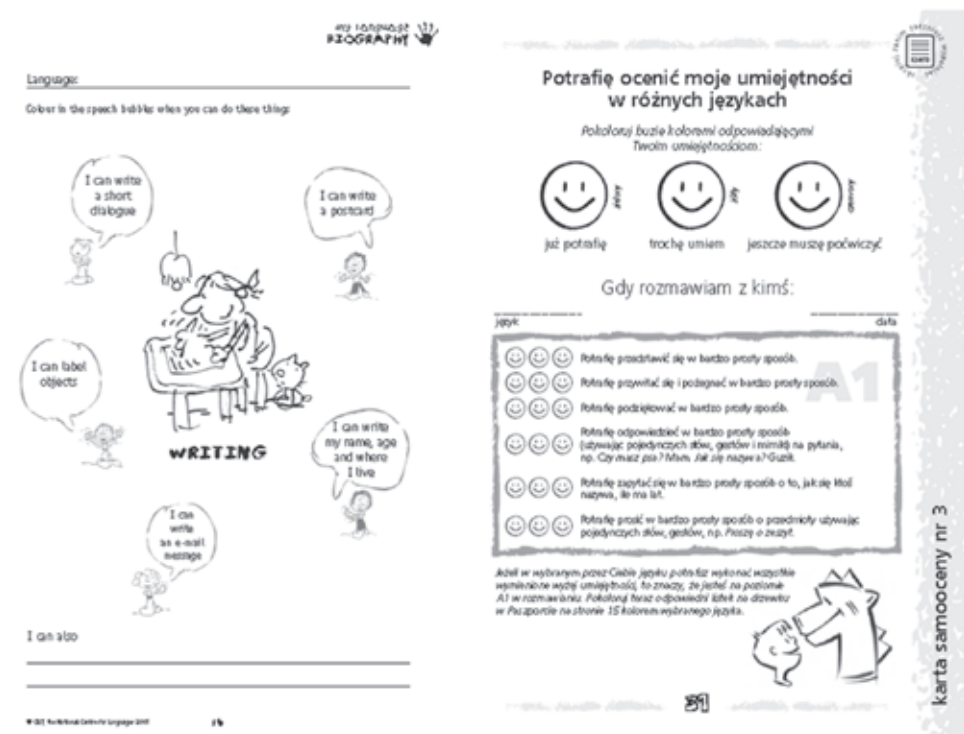 my language
BIOGRAPHY
Language:
Colour in the speech bubbles when you can do these things:
I can write
a short
dialogue
I can write
a postcard
I can label
objects
WRITING
I can write
my name, age
and where
I live
I can
write
an e-mail
message
I can also
Potrafię ocenić moje umiejętności
w różnych językach
Pokoloruj buzie kolorami odpowiadającymi
Twoim umiejętnościom:
zielony
żółty
czerwony
już potrafię
trochę umiem
jeszcze muszę poćwiczyć
Gdy rozmawiam z kimś:
język
data
A1
Potrafię przedstawić się w bardzo prosty sposób.
Potrafię przywitać się i pożegnać w bardzo prosty sposób.
Potrafię podziękować w bardzo prosty sposób.
Potrafię odpowiedzieć w bardzo prosty sposób
(używając pojedynczych słów, gestów i mimiki) na pytania,
np. Czy masz psa? Mam. Jak się nazywa? Guzik.
Potrafię zapytać się w bardzo prosty sposób o to, jak się ktoś
nazywa, ile ma lat.
Potrafię prosić w bardzo prosty sposób o przedmioty używając
pojedynczych słów, gestów, np. Proszę o zeszyt.
Jeżeli w wybranym przez Ciebie języku potrafisz wykonać wszystkie
wymienione wyżej umiejętności, to znaczy, że jesteś na poziomie
A1 w rozmawianiu. Pokoloruj teraz odpowiedni listek na drzewku
w Paszporcie na stronie 15 kolorem wybranego języka.
31
karta samooceny nr 3